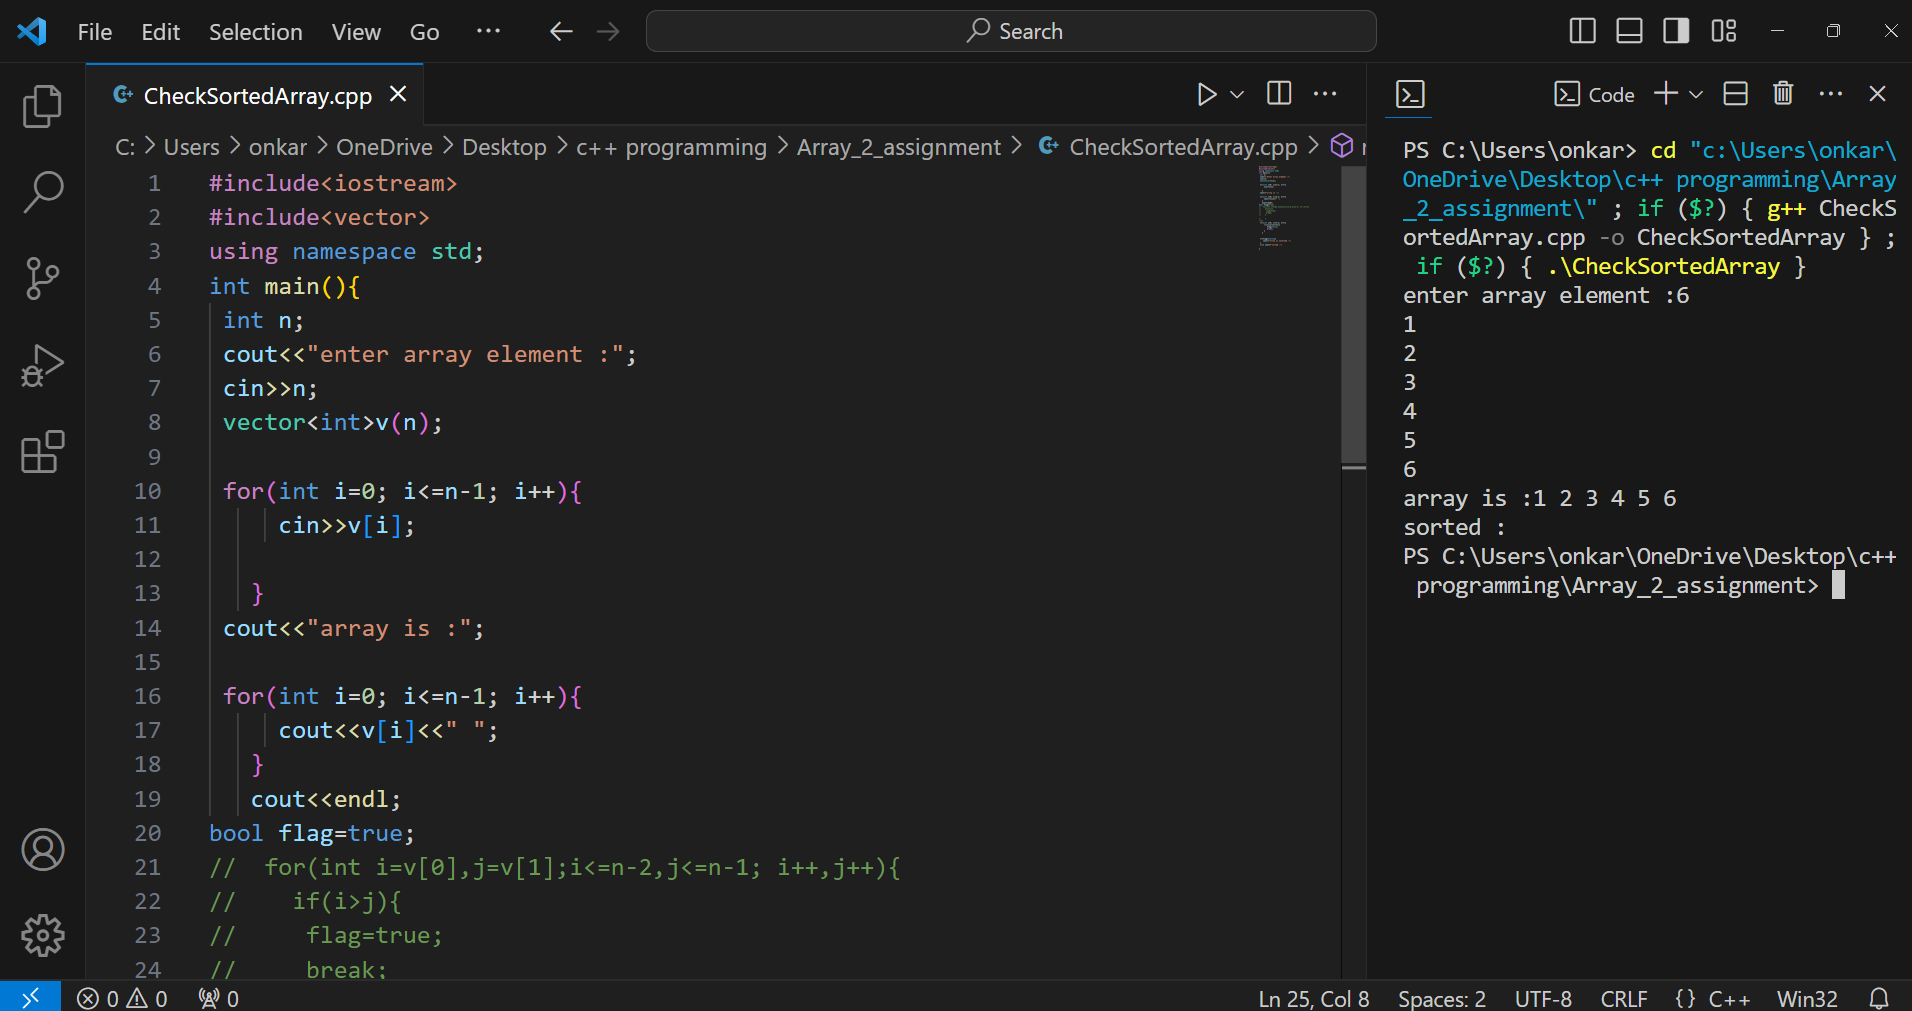 File Edit Selection View Go ··· Search
CheckSortedArray.cpp
C: > Users > onkar > OneDrive > Desktop > c++ programming > Array_2_assignment > CheckSortedArray.cpp >
1 #include<iostream>
2 #include<vector>
3 using namespace std;
4 int main(){
5 int n;
6 cout<<"enter array element :";
7 cin>>n;
8 vector<int>v(n);
9
10 for(int i=0; i<=n-1; i++){
11 cin>>v[i];
12
13 }
14 cout<<"array is :";
15
16 for(int i=0; i<=n-1; i++){
17 cout<<v[i]<<" ";
18 }
19 cout<<endl;
20 bool flag=true;
21 //  for(int i=v[0],j=v[1];i<=n-2,j<=n-1; i++,j++){
22 //    if(i>j){
23 //     flag=true;
24 //     break;
Code
PS C:\Users\onkar> cd "c:\Users\onkar\
OneDrive\Desktop\c++ programming\Array
_2_assignment\" ; if ($?) { g++ CheckS
ortedArray.cpp -o CheckSortedArray } ;
if ($?) { .\CheckSortedArray }
enter array element :6
1
2
3
4
5
6
array is :1 2 3 4 5 6
sorted :
PS C:\Users\onkar\OneDrive\Desktop\c++
programming\Array_2_assignment>
0 0 0 Ln 25, Col 8 Spaces: 2 UTF-8 CRLF {} C++ Win32